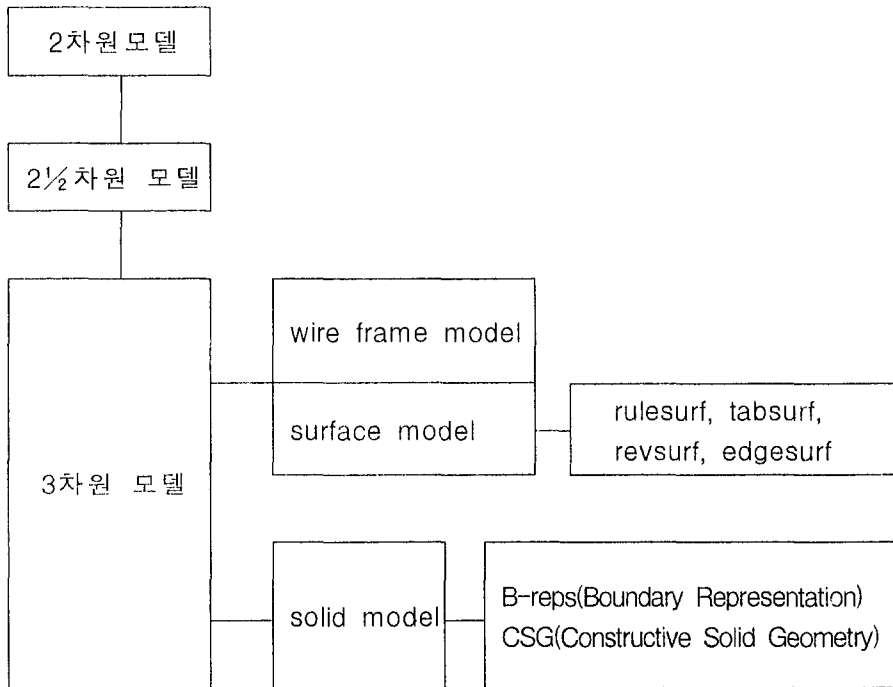 2차원모델
2½차원 모델
3차원 모델
wire frame model
surface model
rulesurf, tabsurf,
revsurf, edgesurf
solid model
B-reps(Boundary Representation)
CSG(Constructive Solid Geometry)